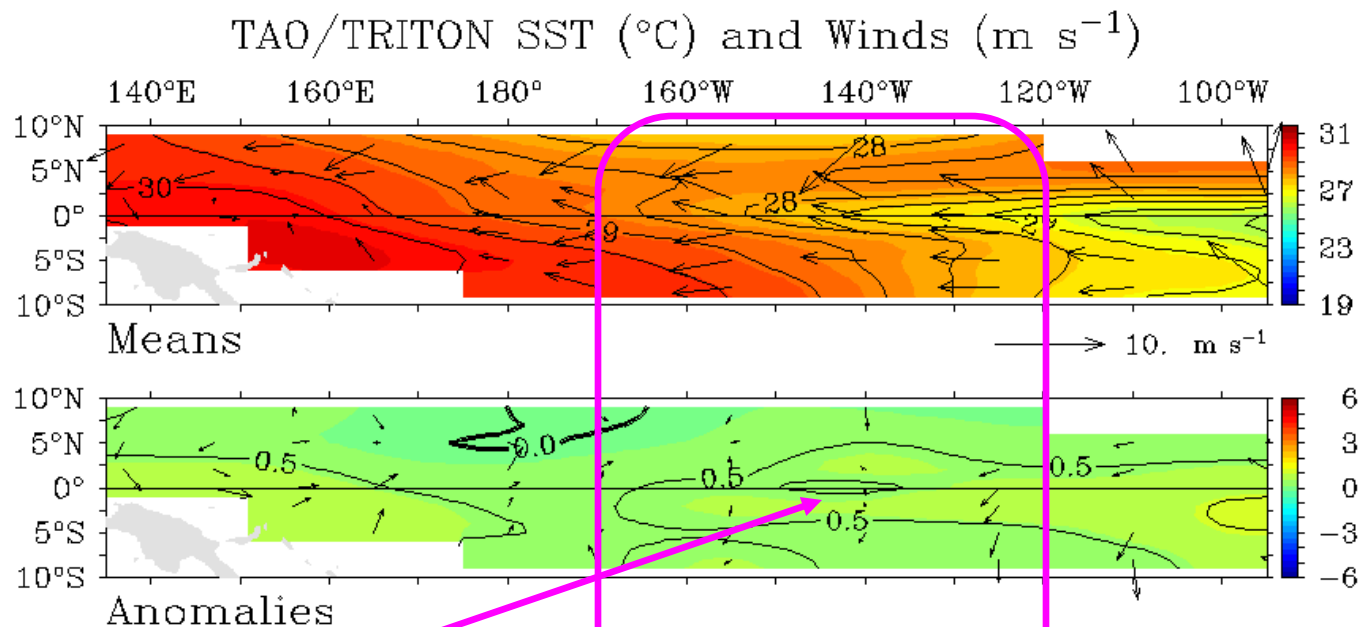 TAO/TRITON SST (°C) and Winds (m s⁻¹)
140°E 160°E 180° 160°W 140°W 120°W 100°W
10°N
5°N
0°
5°S
10°S
30
29
28
28
31
27
23
19
Means
10. m s⁻¹
10°N
5°N
0°
5°S
10°S
0.5
0.0
0.5
0.5
0.5
6
3
0
−3
−6
Anomalies